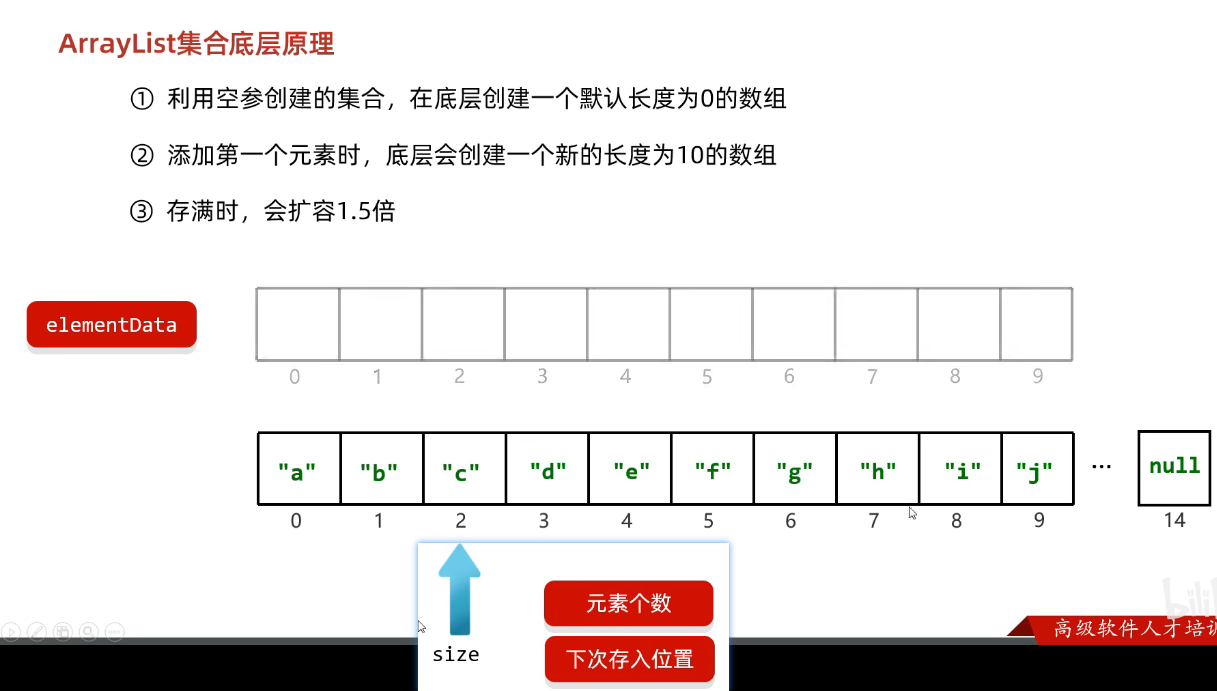 ArrayList集合底层原理
① 利用空参创建的集合，在底层创建一个默认长度为0的数组
② 添加第一个元素时，底层会创建一个新的长度为10的数组
③ 存满时，会扩容1.5倍
elementData
0 1 2 3 4 5 6 7 8 9
"a" "b" "c" "d" "e" "f" "g" "h" "i" "j" ... null
0 1 2 3 4 5 6 7 8 9 14
元素个数
size
下次存入位置
高级软件人才培